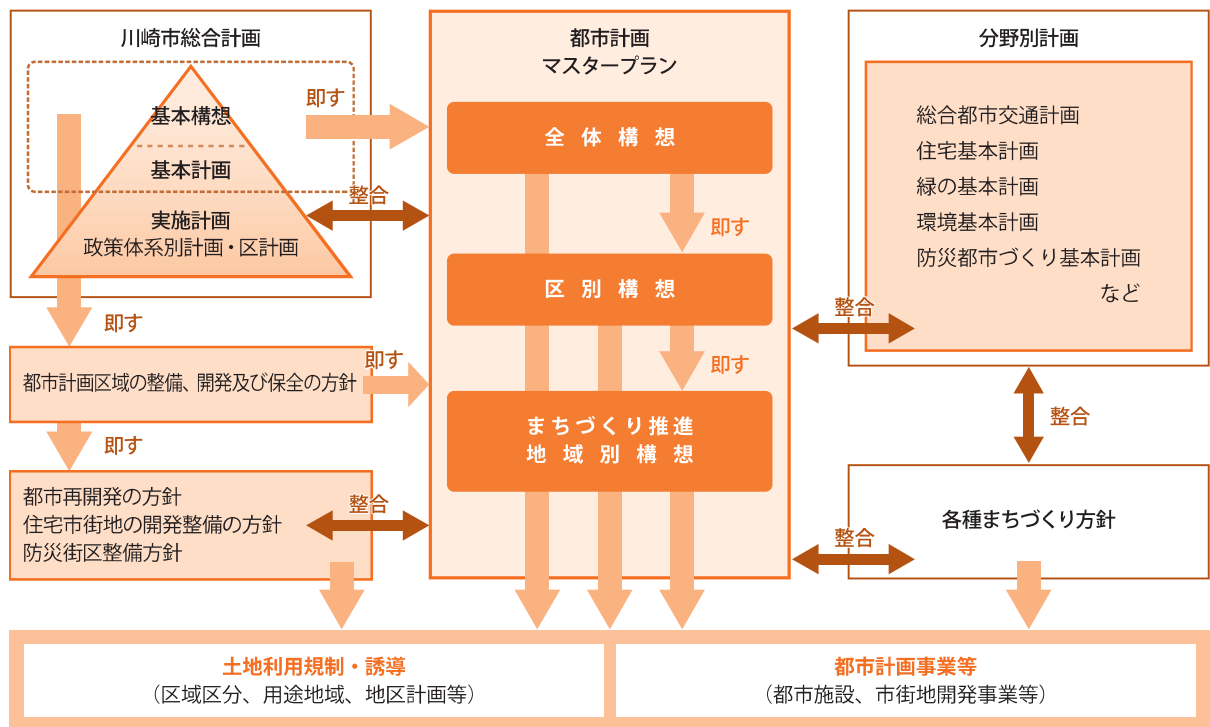 川崎市総合計画
基本構想
基本計画
実施計画
政策体系別計画・区計画
即す
整合
即す
都市計画区域の整備、開発及び保全の方針
即す
即す
都市再開発の方針
住宅市街地の開発整備の方針
防災街区整備方針
整合
都市計画
マスタープラン
全体構想
即す
区別構想
即す
まちづくり推進
地域別構想
分野別計画
総合都市交通計画
住宅基本計画
緑の基本計画
環境基本計画
防災都市づくり基本計画
など
整合
整合
各種まちづくり方針
整合
土地利用規制・誘導
（区域区分、用途地域、地区計画等）
都市計画事業等
（都市施設、市街地開発事業等）